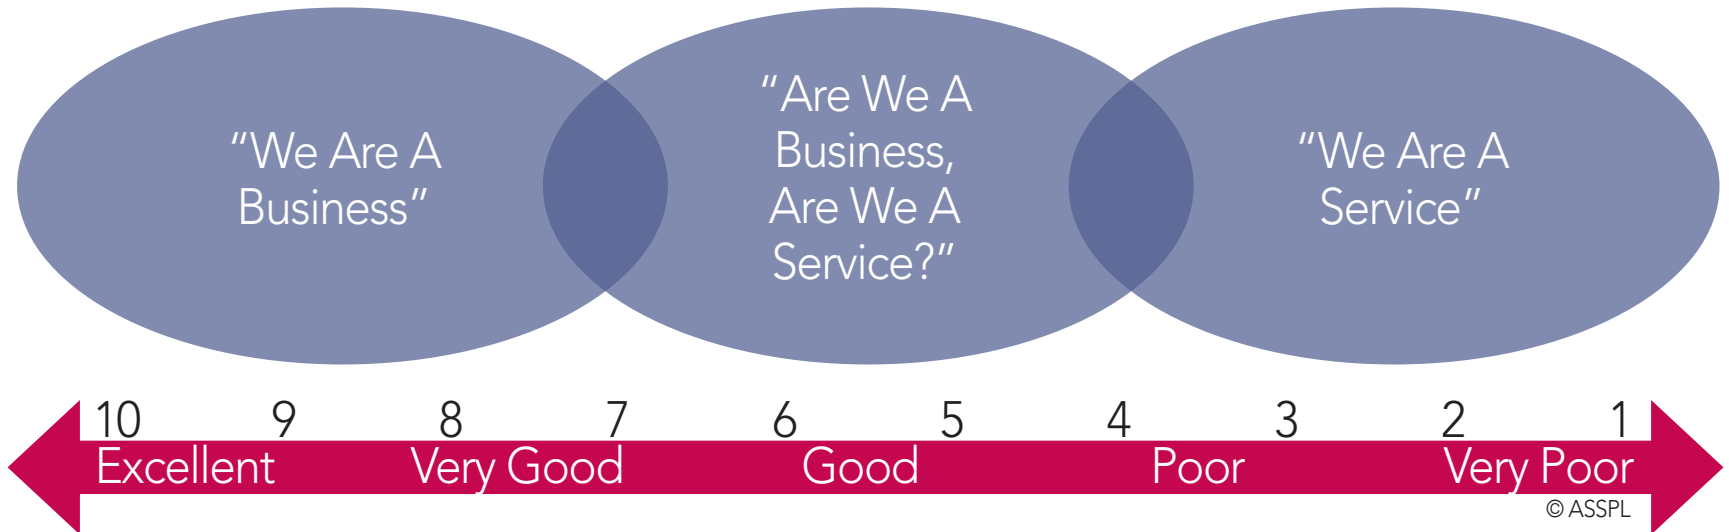 “We Are A
Business”
“Are We A
Business,
Are We A
Service?”
“We Are A
Service”
10 9 8 7 6 5 4 3 2 1
Excellent Very Good Good Poor Very Poor
© ASSPL